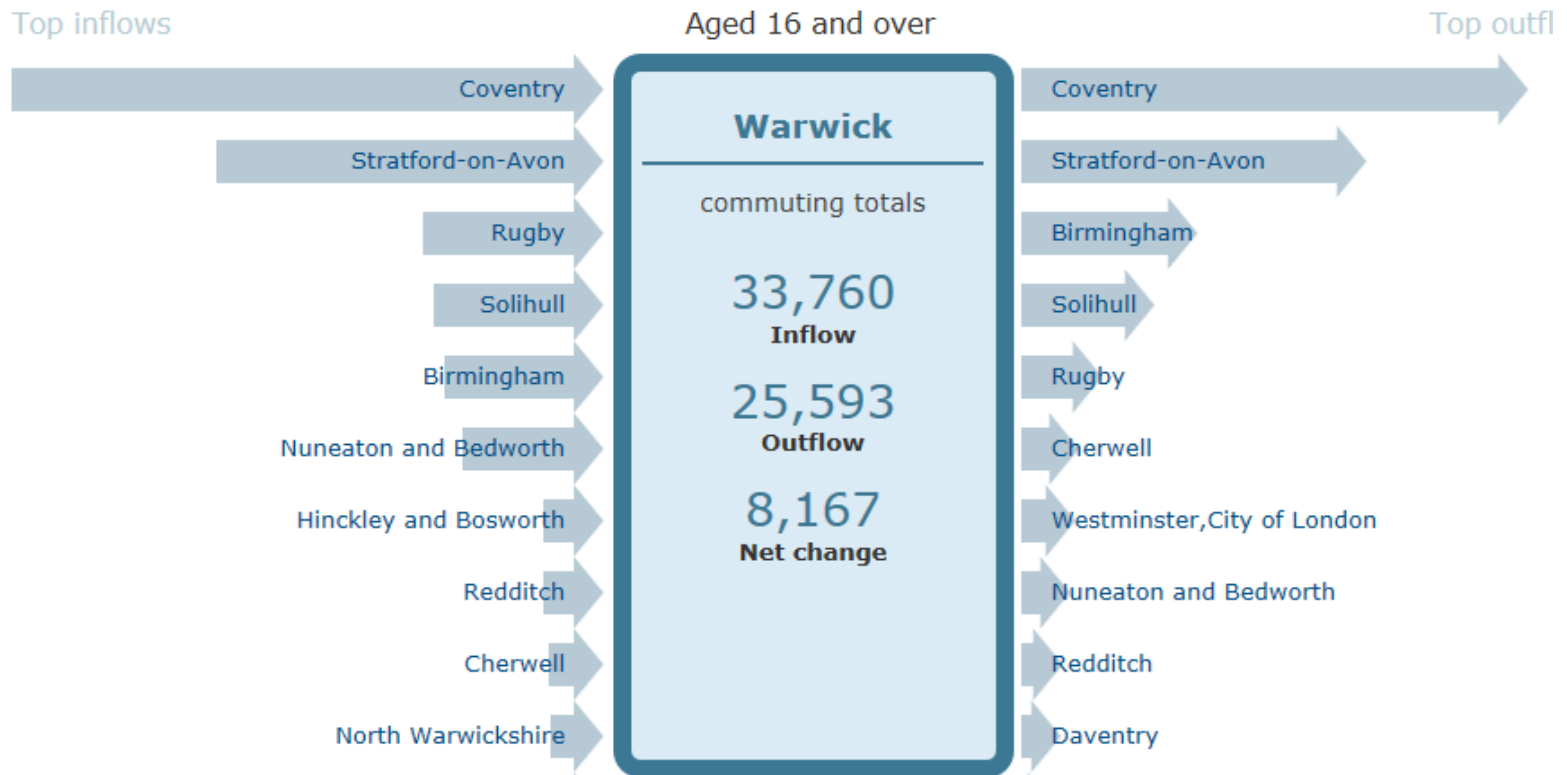 Top inflows
Aged 16 and over
Top outfl
Coventry
Stratford-on-Avon
Rugby
Solihull
Birmingham
Nuneaton and Bedworth
Hinckley and Bosworth
Redditch
Cherwell
North Warwickshire
Warwick
commuting totals
33,760
Inflow
25,593
Outflow
8,167
Net change
Coventry
Stratford-on-Avon
Birmingham
Solihull
Rugby
Cherwell
Westminster,City of London
Nuneaton and Bedworth
Redditch
Daventry